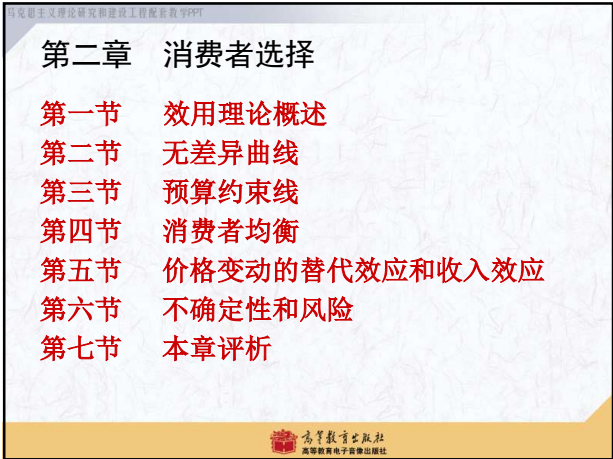 马克思主义理论研究和建设工程配套教学PPT
第二章 消费者选择
第一节 效用理论概述
第二节 无差异曲线
第三节 预算约束线
第四节 消费者均衡
第五节 价格变动的替代效应和收入效应
第六节 不确定性和风险
第七节 本章评析
高等教育出版社
高等教育电子音像出版社